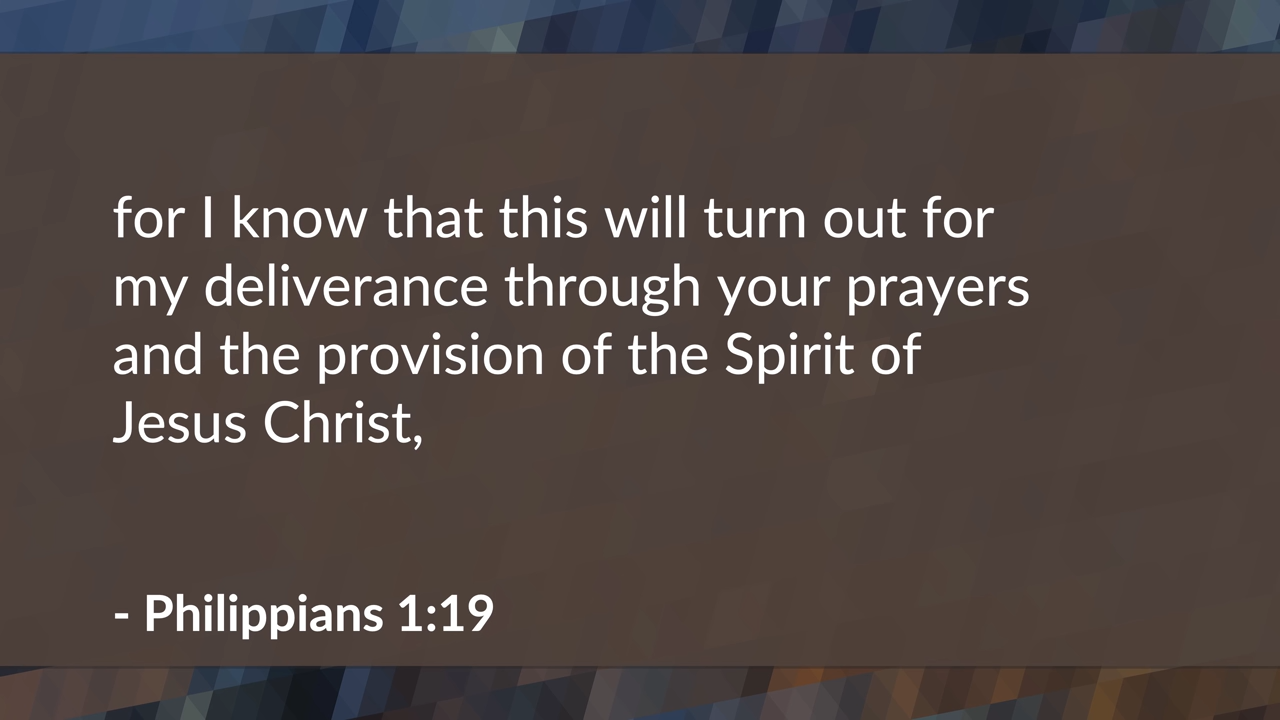 for I know that this will turn out for
my deliverance through your prayers
and the provision of the Spirit of
Jesus Christ,
- Philippians 1:19